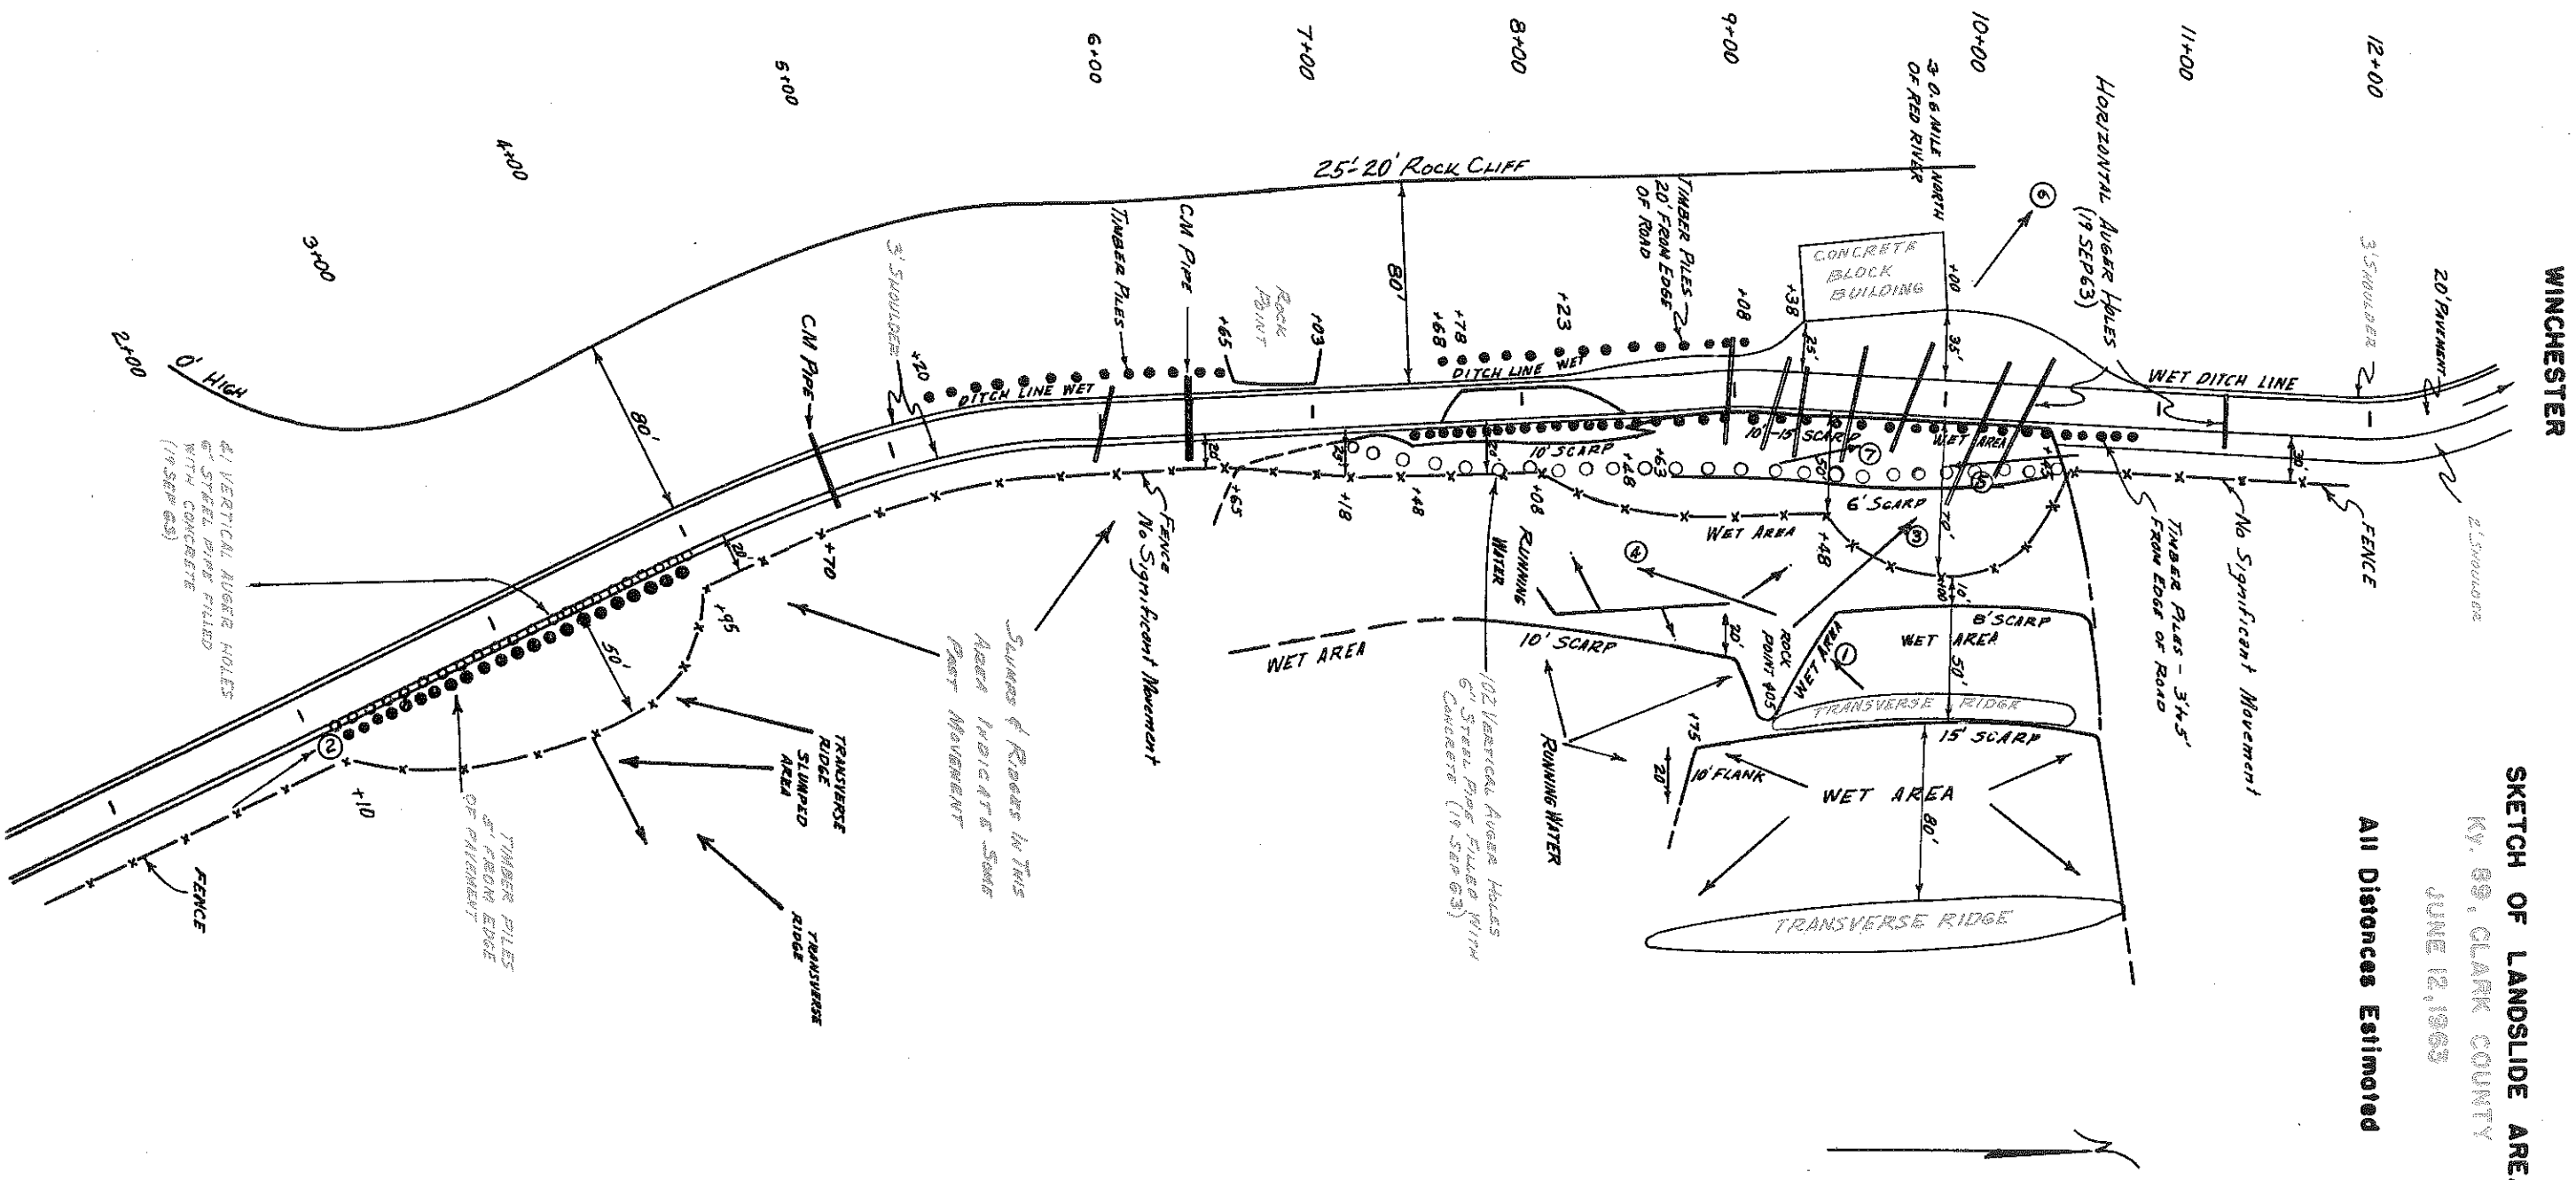 WINCHESTER
SKETCH OF LANDSLIDE ARE
Ky. 89, CLARK COUNTY
JUNE 12, 1963
All Distances Estimated
12+00
11+00
10+00
9+00
8+00
7+00
6+00
5+00
4+00
3+00
2+00
20' PAVEMENT
3' SHOULDER
2' SHOULDER
HORIZONTAL AUGER HOLES
(19 SEP 63)
0.6 MILE NORTH
OF RED RIVER
6
+00
CONCRETE
BLOCK
BUILDING
35'
25'
+38
+08
TIMBER PILES
20' FROM EDGE
OF ROAD
+23
+78
+68
25'-20' ROCK CLIFF
80'
+03
ROCK
POINT
+65
CM PIPE
TIMBER PILES
3' SHOULDER
+20
CM PIPE
80'
0' HIGH
WET DITCH LINE
DITCH LINE WET
DITCH LINE WET
10'-15' SCARP
WET AREA
10' SCARP
7
5
+45
30'
FENCE
No Significant Movement
TIMBER PILES - 3'&5'
FROM EDGE OF ROAD
6' SCARP
50'
70'
3
+63
+48
+08
+48
+18
+65
20'
25'
20'
WET AREA
+48
+00
10'
8' SCARP
WET AREA
50'
TRANSVERSE RIDGE
15' SCARP
WET AREA
80'
TRANSVERSE RIDGE
1
WET AREA
ROCK
POINT
+05
+75
10' FLANK
20'
4
20'
RUNNING
WATER
10' SCARP
WET AREA
RUNNING WATER
102 VERTICAL AUGER HOLES
6" STEEL PIPE FILLED WITH
CONCRETE (19 SEP 63)
FENCE
No Significant Movement
SLUMPS & RIDGES IN THIS
AREA INDICATE SOME
PAST MOVEMENT
+70
20'
+95
50'
TRANSVERSE
RIDGE
SLUMPED
AREA
TRANSVERSE
RIDGE
TIMBER PILES
5' FROM EDGE
OF PAVEMENT
+10
2
FENCE
VERTICAL AUGER HOLES
6" STEEL PIPE FILLED
WITH CONCRETE
(19 SEP 63)